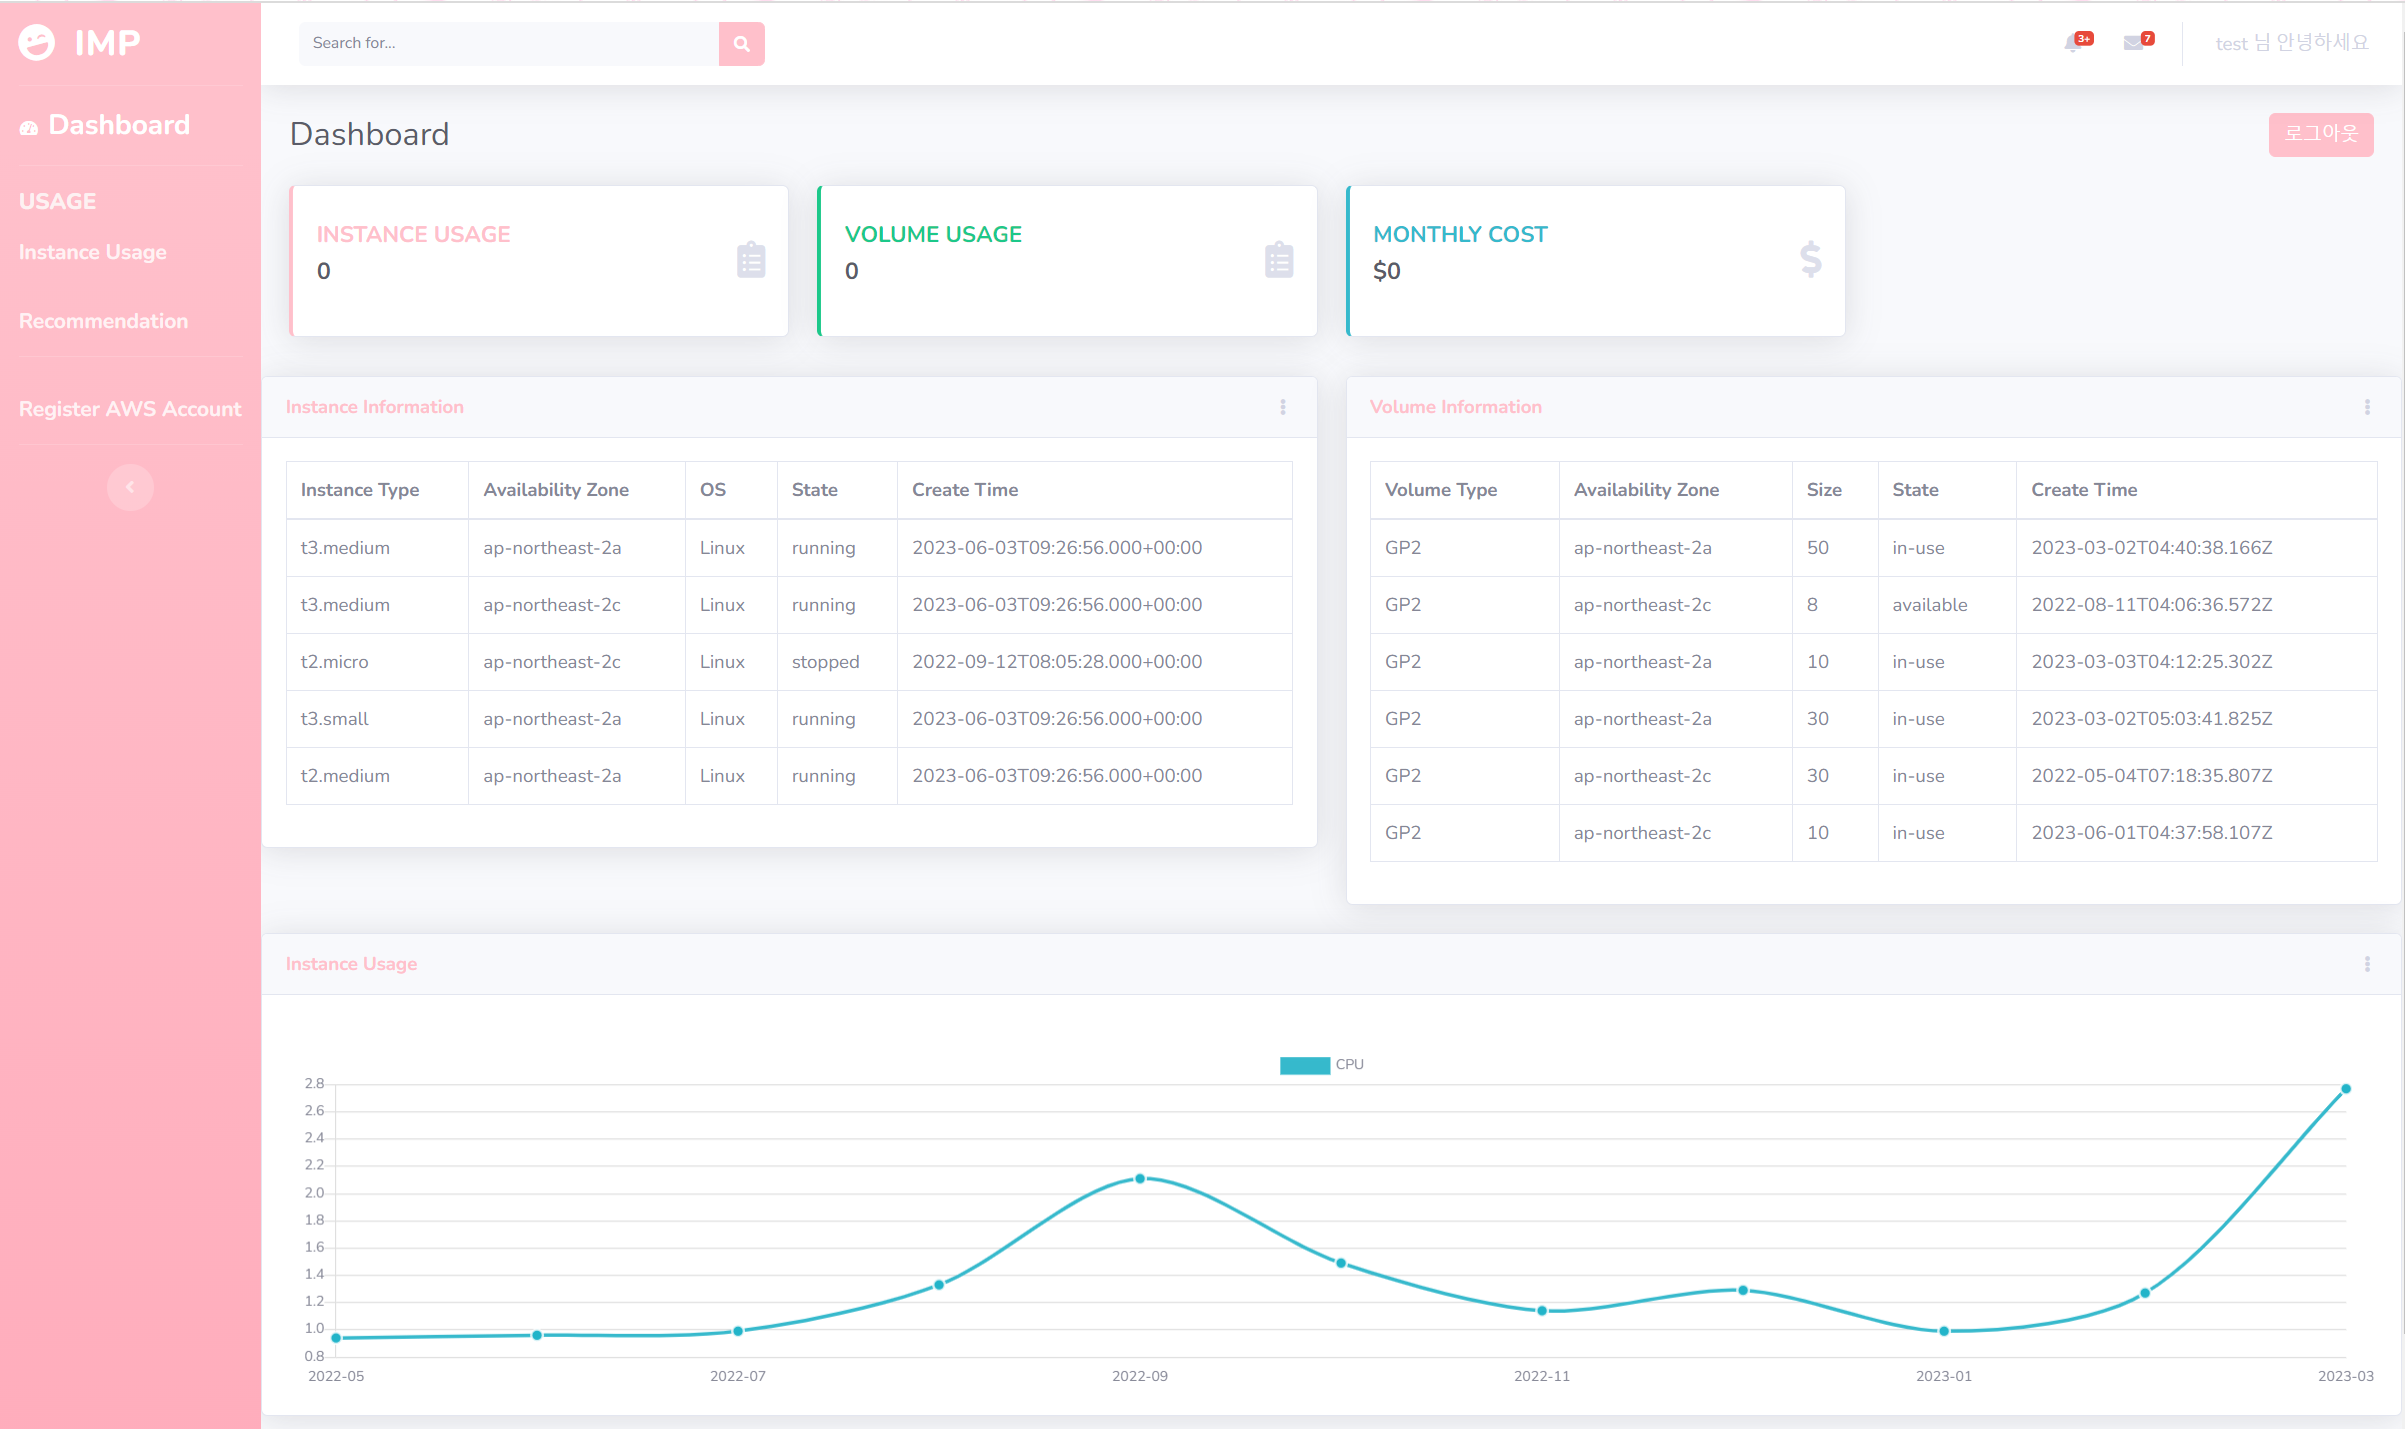 IMP
Search for...
3+
7
test 님 안녕하세요
Dashboard
USAGE
Instance Usage
Recommendation
Register AWS Account
Dashboard
로그아웃
INSTANCE USAGE
0
VOLUME USAGE
0
MONTHLY COST
$0
Instance Information
Instance Type Availability Zone OS State Create Time
t3.medium ap-northeast-2a Linux running 2023-06-03T09:26:56.000+00:00
t3.medium ap-northeast-2c Linux running 2023-06-03T09:26:56.000+00:00
t2.micro ap-northeast-2c Linux stopped 2022-09-12T08:05:28.000+00:00
t3.small ap-northeast-2a Linux running 2023-06-03T09:26:56.000+00:00
t2.medium ap-northeast-2a Linux running 2023-06-03T09:26:56.000+00:00
Volume Information
Volume Type Availability Zone Size State Create Time
GP2 ap-northeast-2a 50 in-use 2023-03-02T04:40:38.166Z
GP2 ap-northeast-2c 8 available 2022-08-11T04:06:36.572Z
GP2 ap-northeast-2a 10 in-use 2023-03-03T04:12:25.302Z
GP2 ap-northeast-2a 30 in-use 2023-03-02T05:03:41.825Z
GP2 ap-northeast-2c 30 in-use 2022-05-04T07:18:35.807Z
GP2 ap-northeast-2c 10 in-use 2023-06-01T04:37:58.107Z
Instance Usage
CPU
2.8
2.6
2.4
2.2
2.0
1.8
1.6
1.4
1.2
1.0
0.8
2022-05 2022-07 2022-09 2022-11 2023-01 2023-03